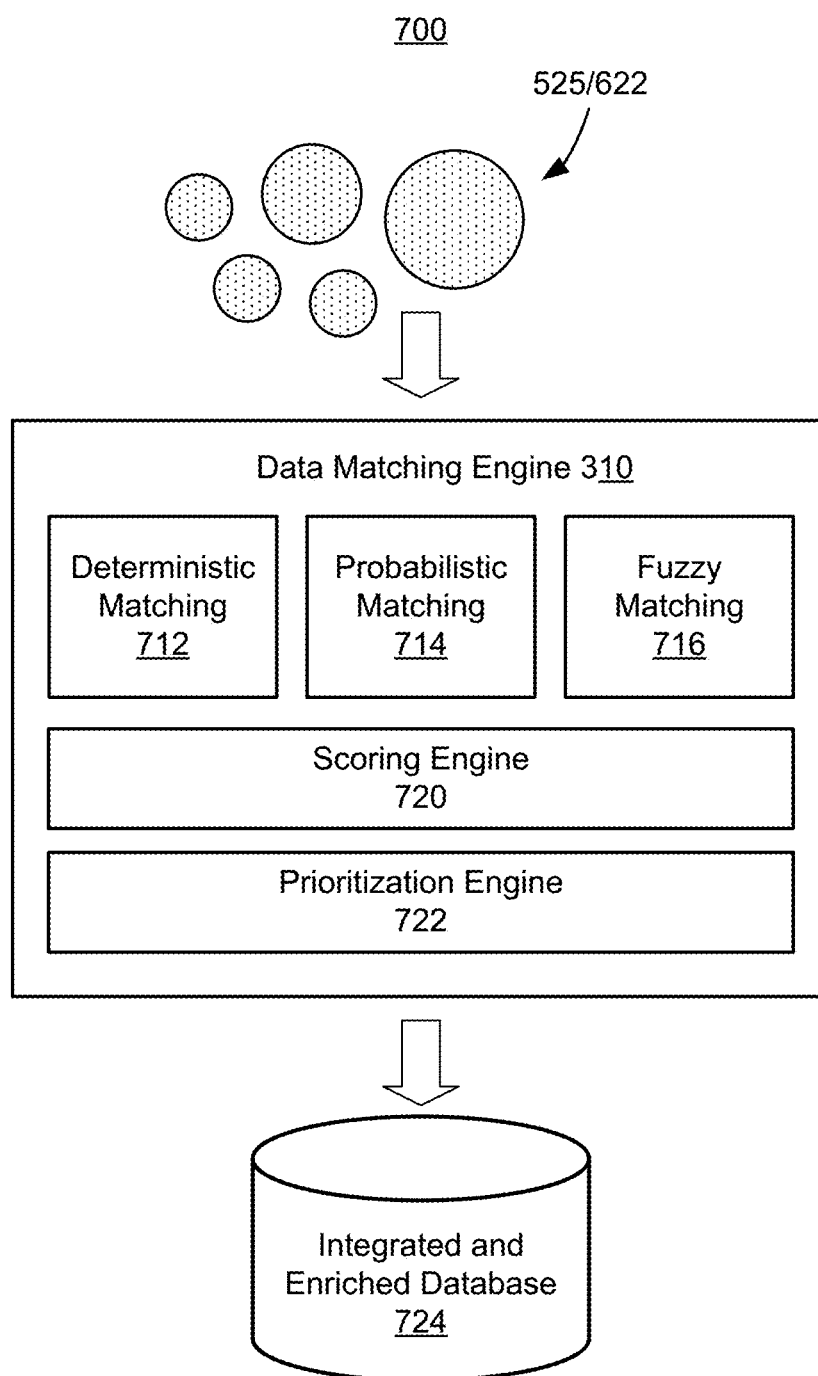 700
525/622
Data Matching Engine 310
Deterministic
Matching
712
Probabilistic
Matching
714
Fuzzy
Matching
716
Scoring Engine
720
Prioritization Engine
722
Integrated and
Enriched Database
724